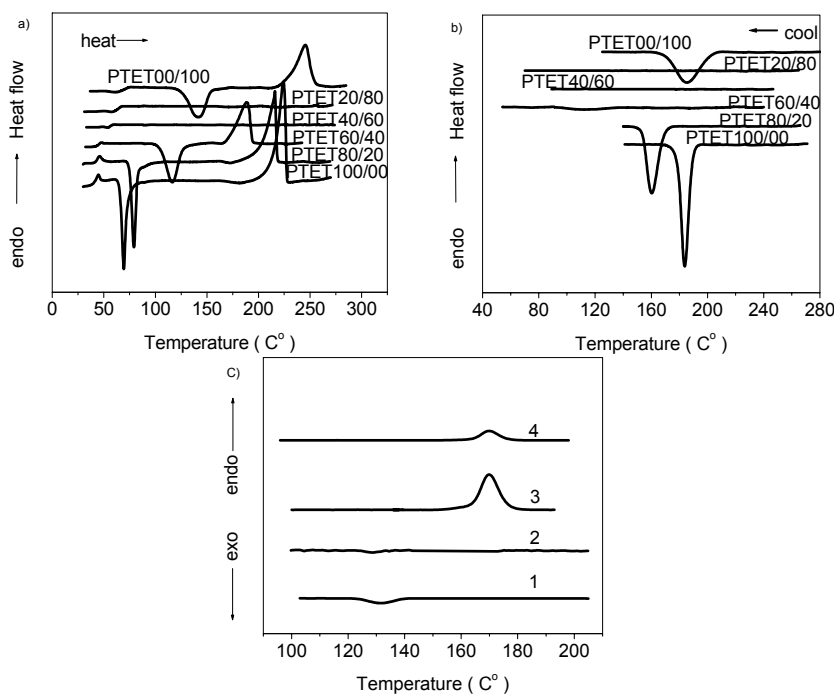 a)
heat
PTET00/100
PTET20/80
PTET40/60
PTET60/40
PTET80/20
PTET100/00
endo
Heat flow
0 50 100 150 200 250 300
Temperature ( C° )
b)
cool
PTET00/100
PTET20/80
PTET40/60
PTET60/40
PTET80/20
PTET100/00
endo
Heat Flow
40 80 120 160 200 240 280
Temperature ( C° )
C)
4
3
2
1
exo
endo
100 120 140 160 180 200
Temperature ( C° )